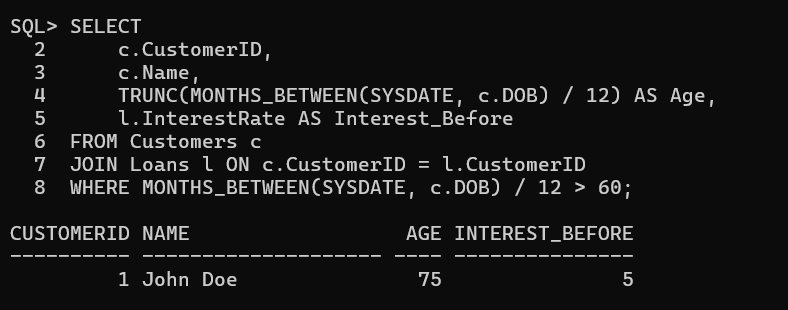 SQL> SELECT
  2      c.CustomerID,
  3      c.Name,
  4      TRUNC(MONTHS_BETWEEN(SYSDATE, c.DOB) / 12) AS Age,
  5      l.InterestRate AS Interest_Before
  6  FROM Customers c
  7  JOIN Loans l ON c.CustomerID = l.CustomerID
  8  WHERE MONTHS_BETWEEN(SYSDATE, c.DOB) / 12 > 60;

CUSTOMERID NAME                  AGE INTEREST_BEFORE
---------- -------------------- ---- ---------------
         1 John Doe               75               5